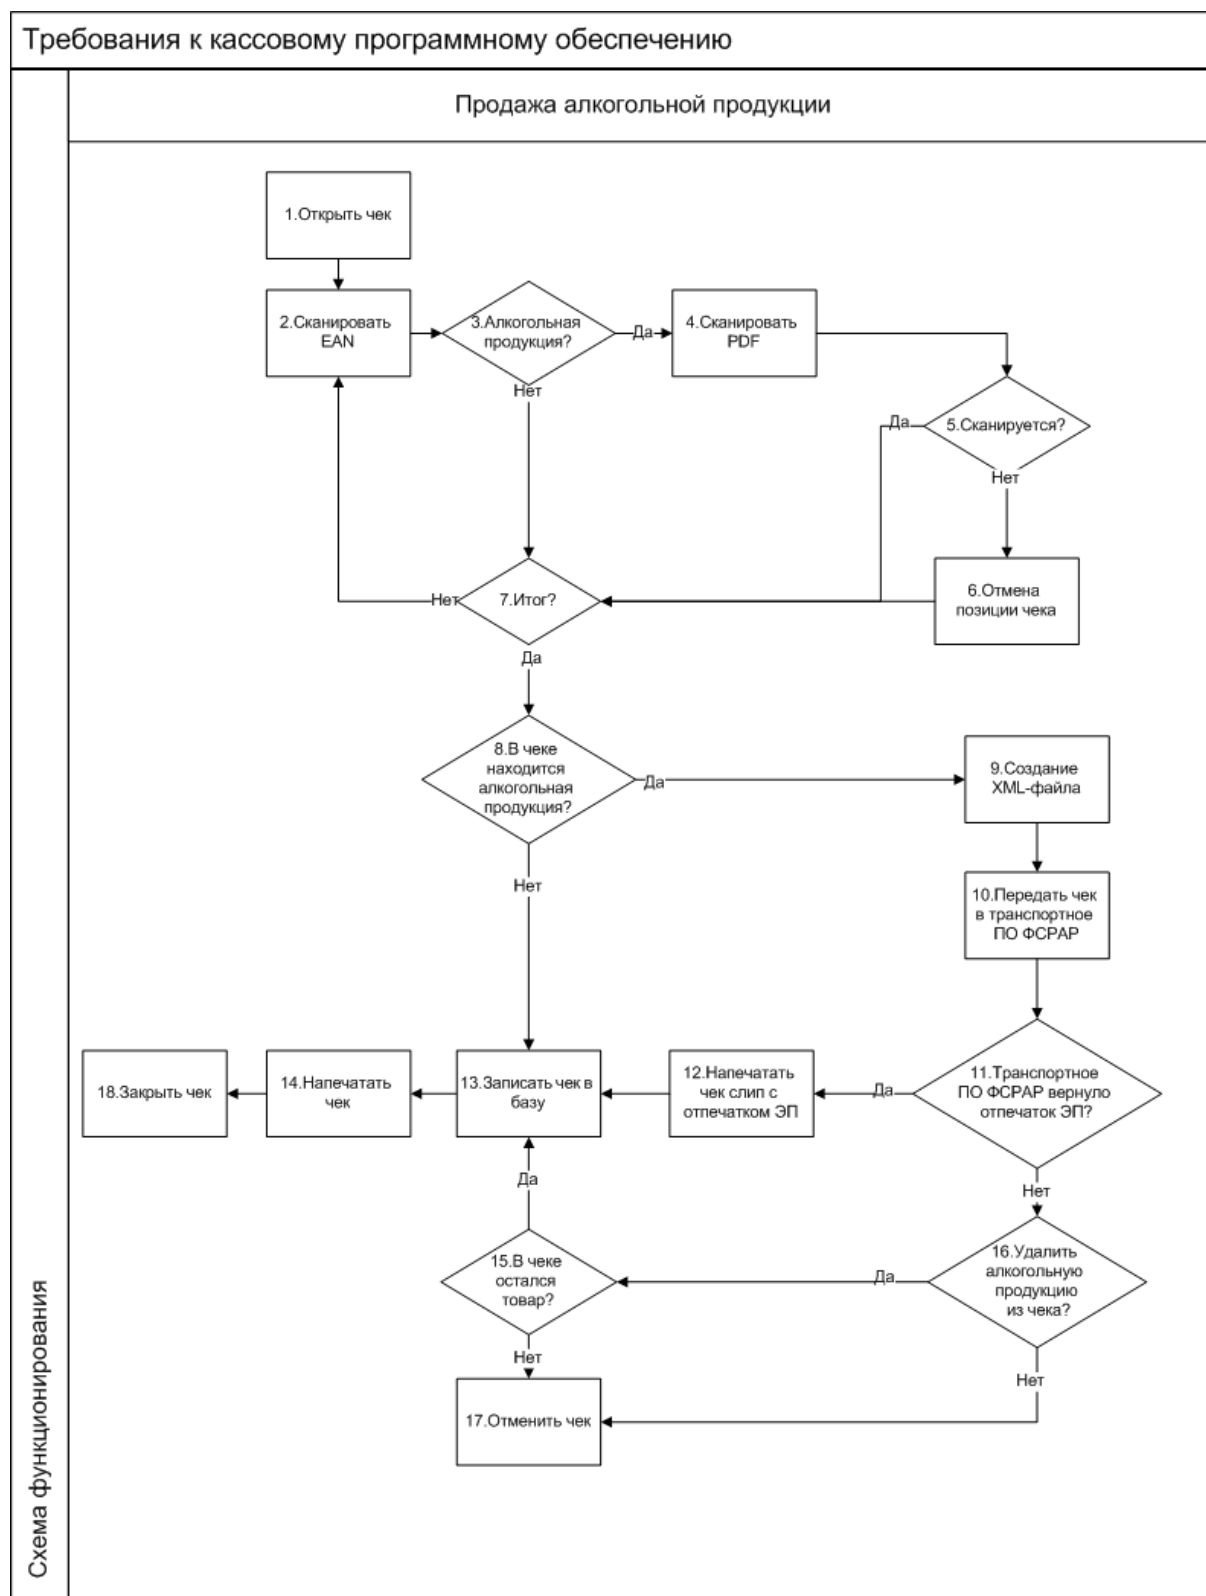 Требования к кассовому программному обеспечению
Продажа алкогольной продукции
1.Открыть чек
2.Сканировать
EAN
3.Алкогольная
продукция?
Да
4.Сканировать
PDF
Нет
Да
5.Сканируется?
Нет
Нет
7.Итог?
6.Отмена
позиции чека
Да
8.В чеке
находится
алкогольная
продукция?
Да
9.Создание
XML-файла
Нет
10.Передать чек
в транспортное
ПО ФСРАР
18.Закрыть чек
14.Напечатать
чек
13.Записать чек в
базу
12.Напечатать
чек слип с
отпечатком ЭП
Да
11.Транспортное
ПО ФСРАР вернуло
отпечаток ЭП?
Да
Нет
15.В чеке
остался
товар?
Да
16.Удалить
алкогольную
продукцию
из чека?
Нет
Нет
17.Отменить чек
Схема функционирования